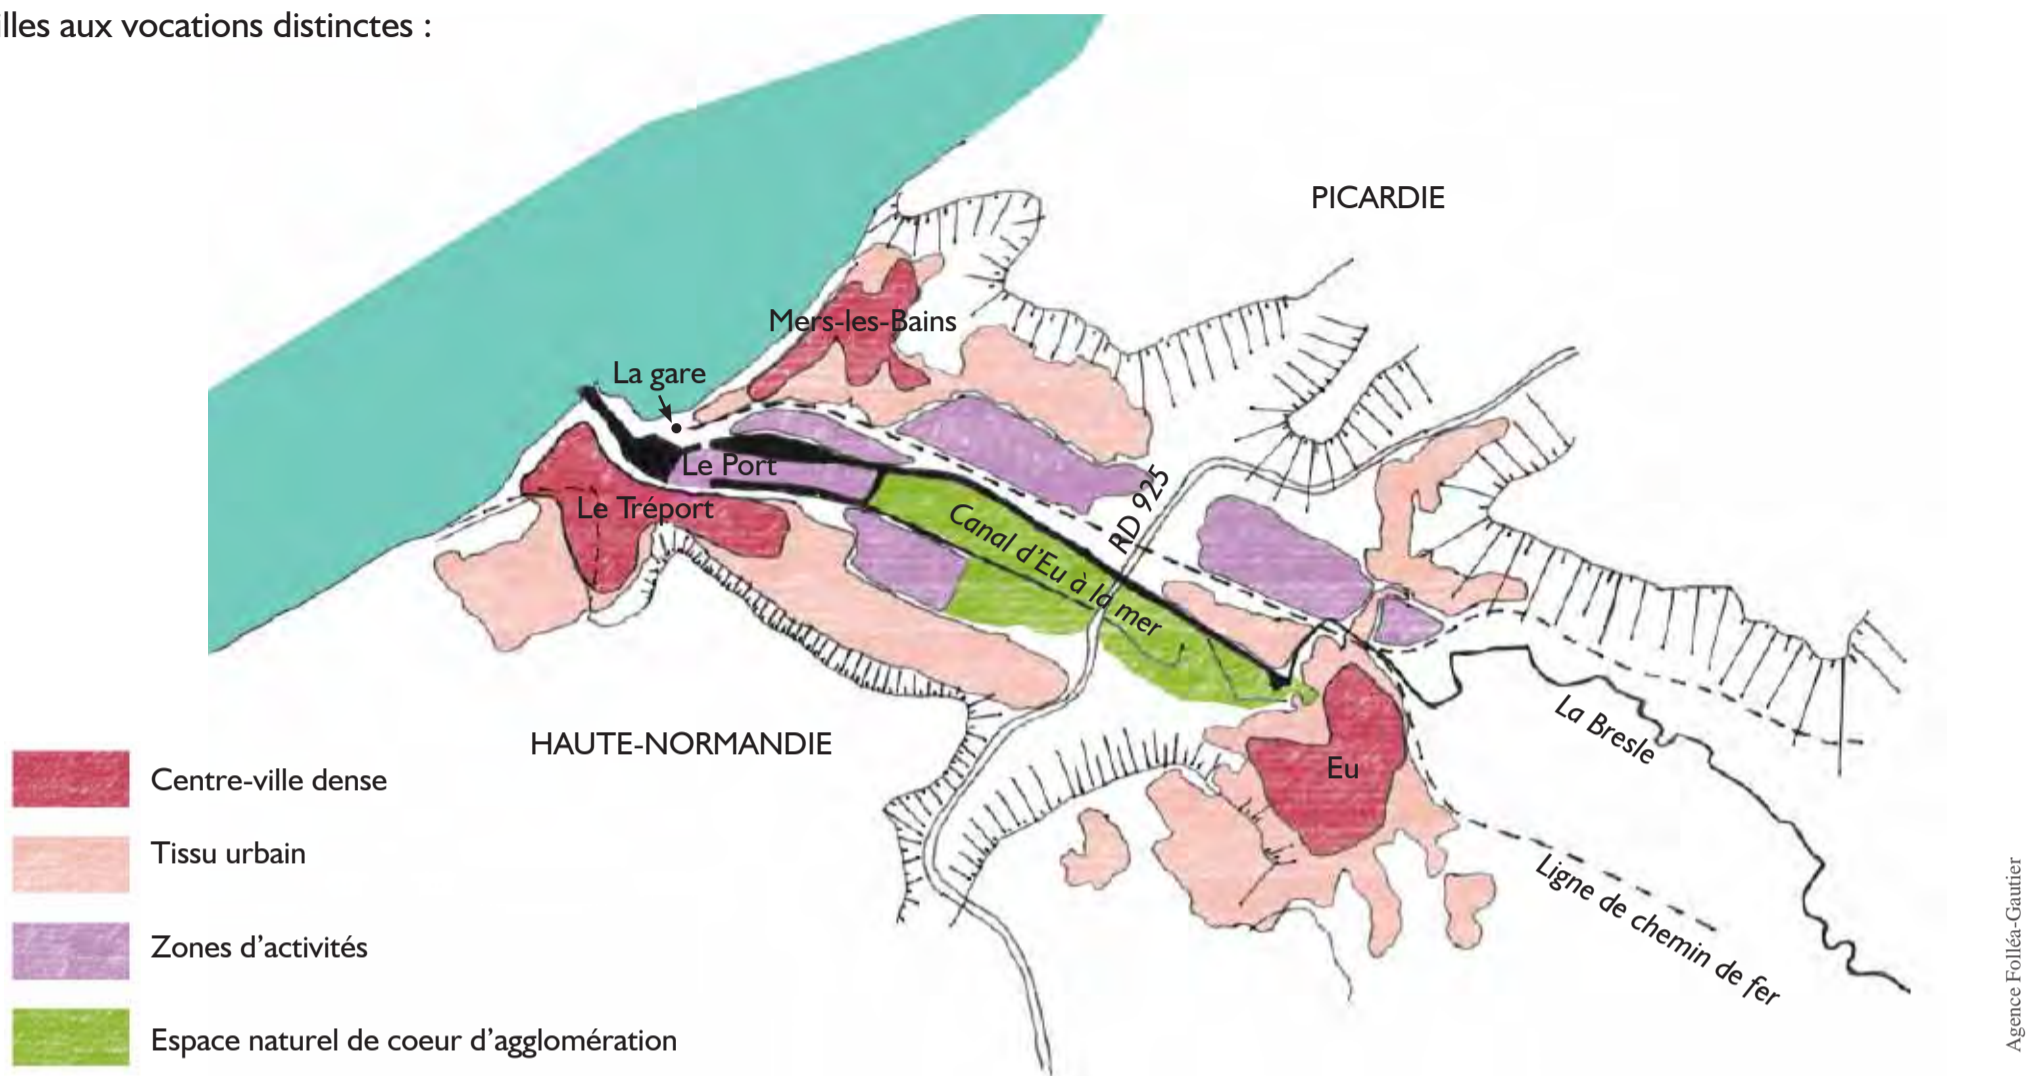 lles aux vocations distinctes :
PICARDIE
Mers-les-Bains
La gare
Le Port
Le Tréport
RD 925
Canal d'Eu à la mer
La Bresle
HAUTE-NORMANDIE
Eu
Ligne de chemin de fer
Centre-ville dense
Tissu urbain
Zones d'activités
Espace naturel de coeur d'agglomération
Agence Folléa-Gautier